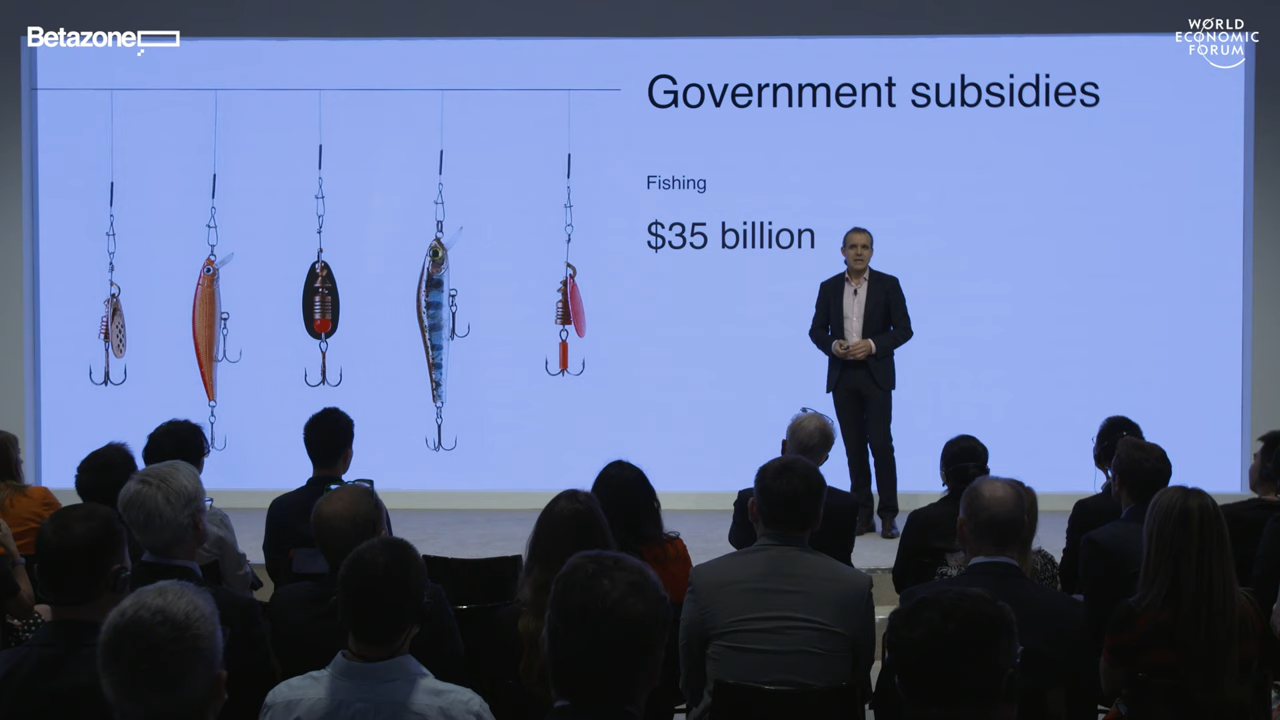 Betazone
WORLD
ECONOMIC
FORUM
Government subsidies
Fishing
$35 billion